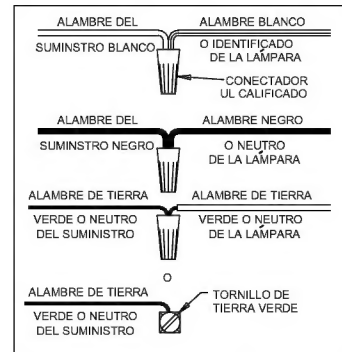 ALAMBRE DEL ALAMBRE BLANCO
SUMINSTRO BLANCO O IDENTIFICADO
DE LA LAMPARA
CONECTADOR
UL CALIFICADO
ALAMBRE DEL ALAMBRE NEGRO
SUMINSTRO NEGRO O NEUTRO
DE LA LAMPARA
ALAMBRE DE TIERRA ALAMBRE DE TIERRA
VERDE O NEUTRO VERDE O NEUTRO
DEL SUMINISTRO DE LA LAMPARA
O
ALAMBRE DE TIERRA TORNILLO DE
TIERRA VERDE
VERDE O NEUTRO
DEL SUMINISTRO